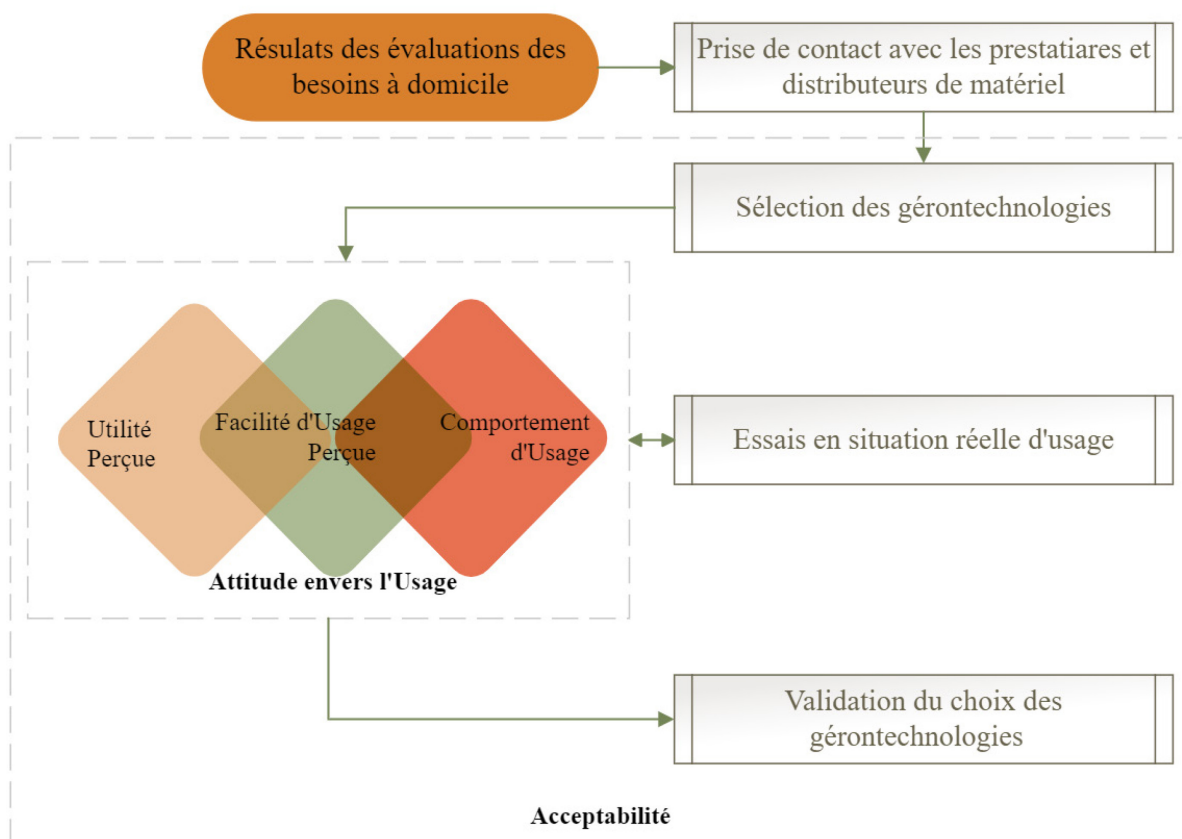 Résulats des évaluations des
besoins à domicile
Prise de contact avec les prestatiares et
distributeurs de matériel
Sélection des gérontechnologies
Utilité
Perçue
Facilité d'Usage
Perçue
Comportement
d'Usage
Attitude envers l'Usage
Essais en situation réelle d'usage
Validation du choix des
gérontechnologies
Acceptabilité